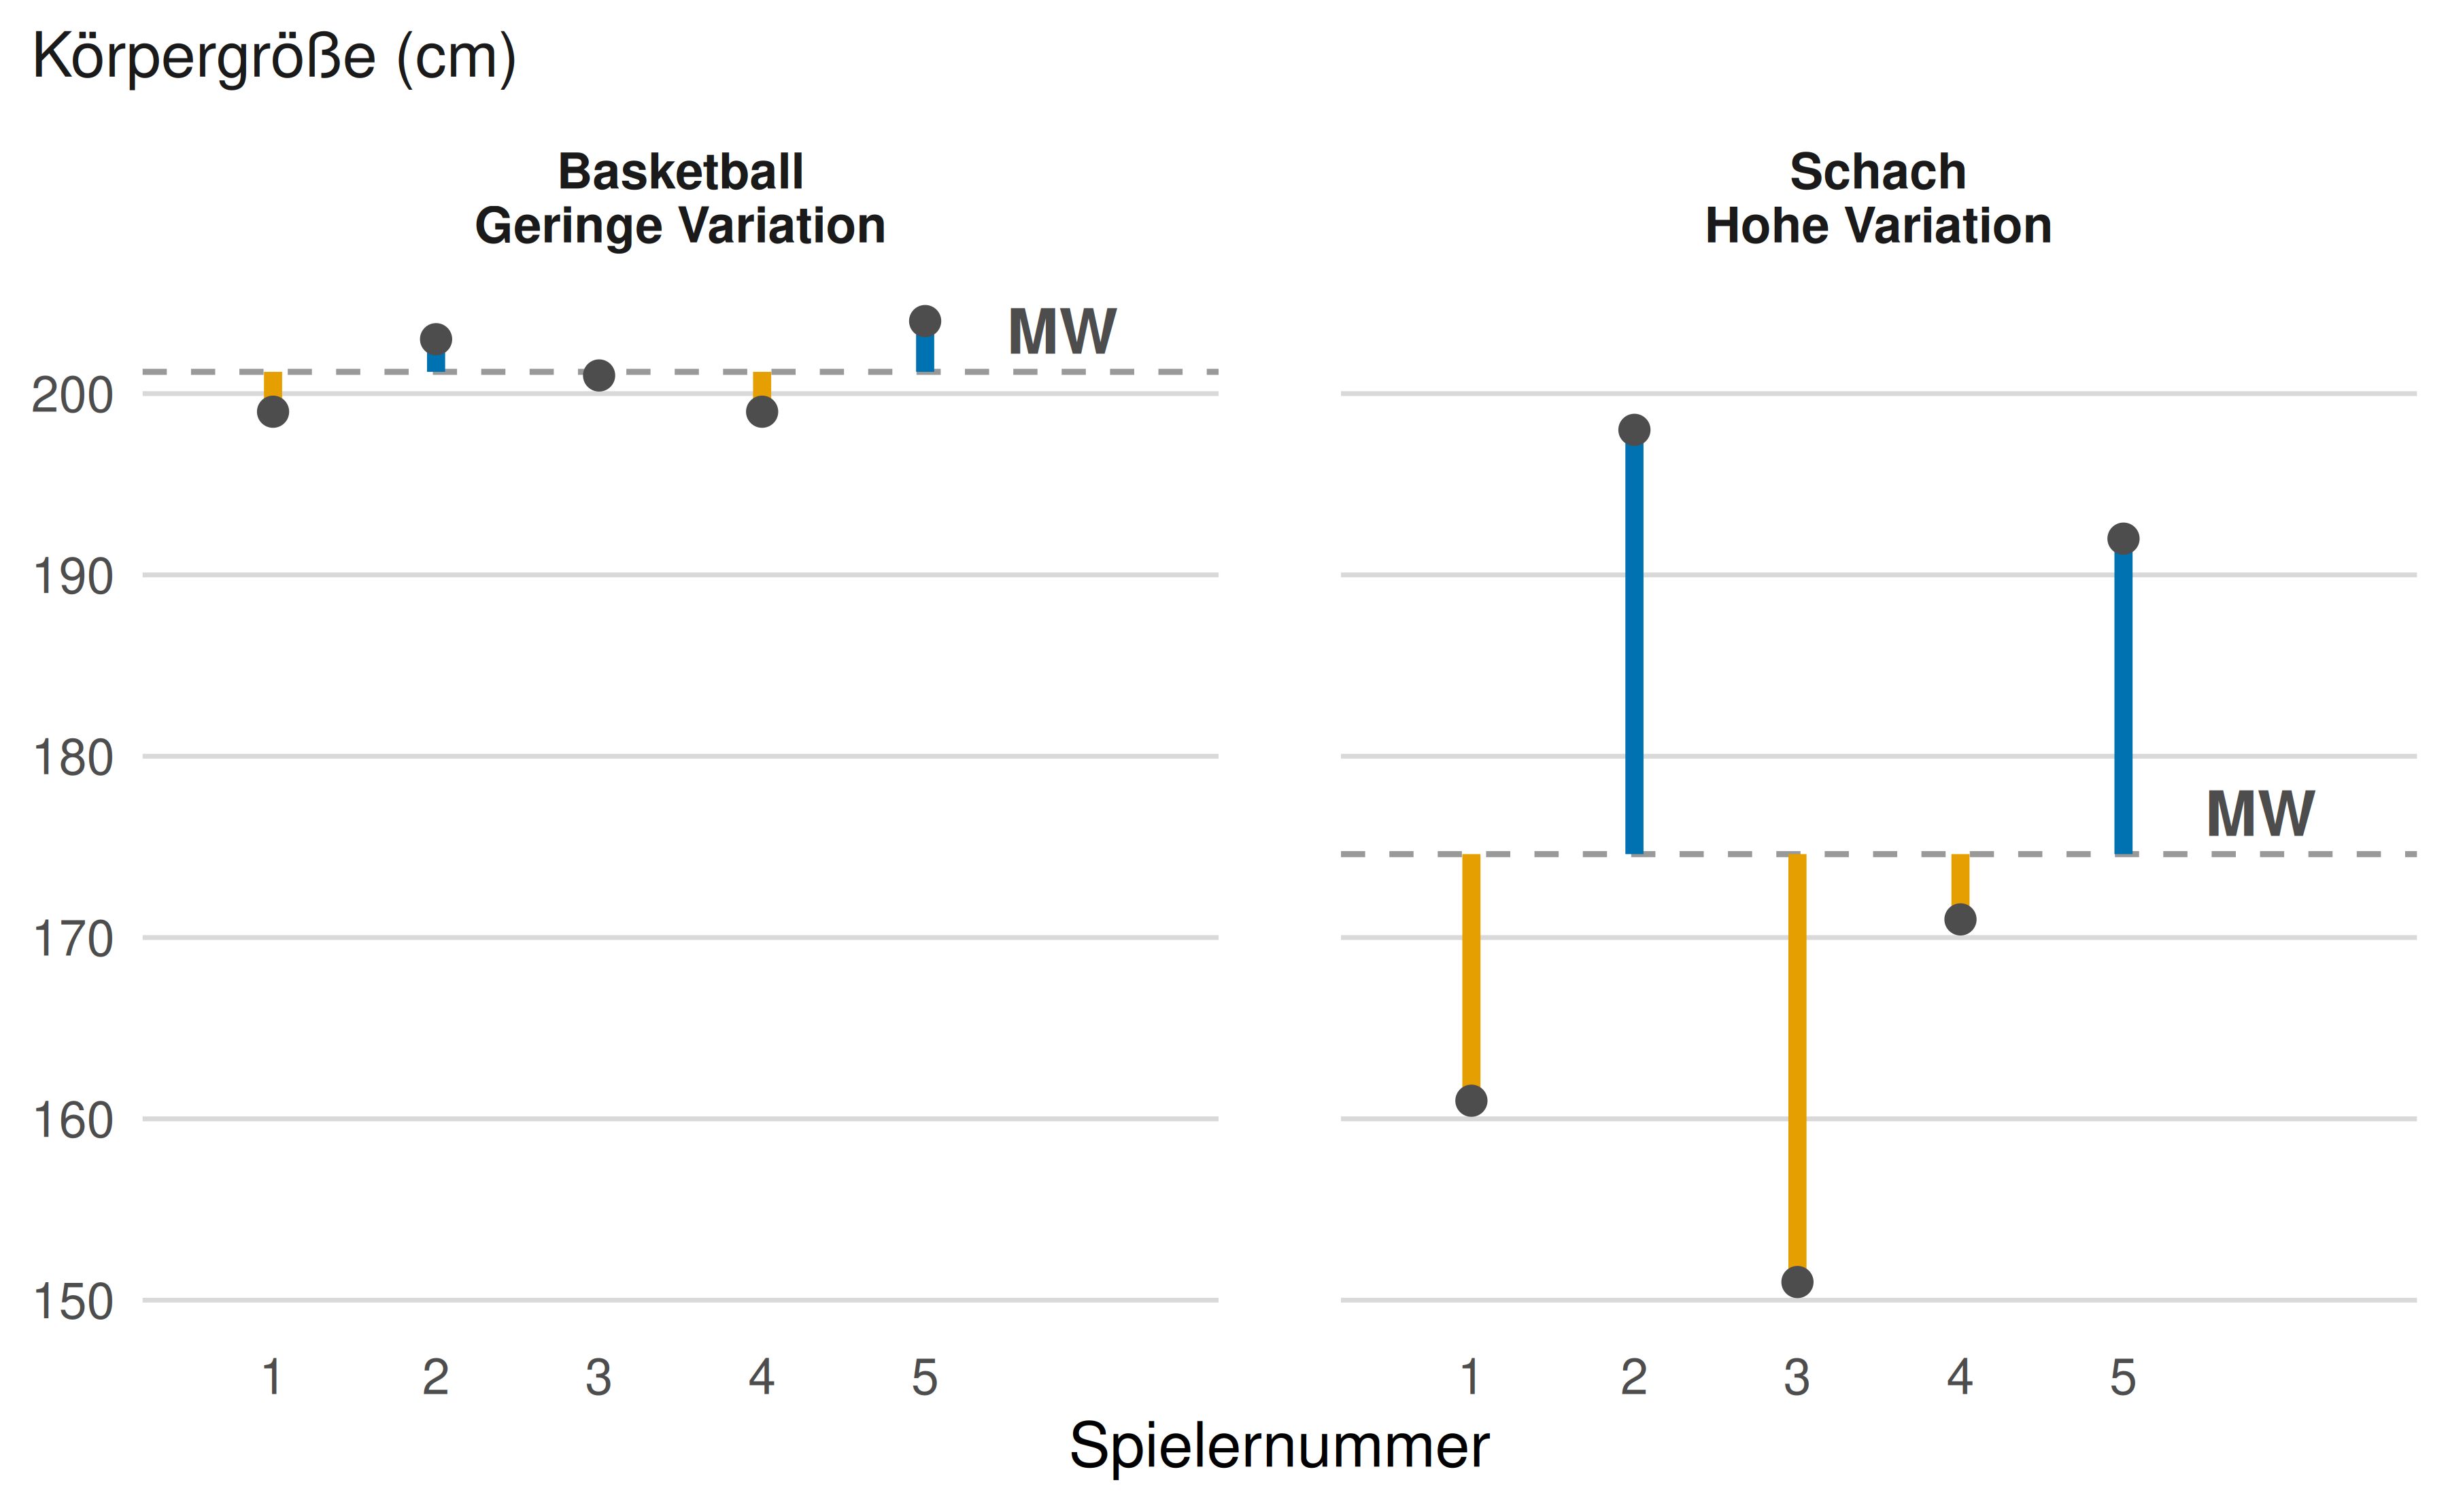 Körpergröße (cm)
Basketball
Geringe Variation
Schach
Hohe Variation
MW
MW
200
190
180
170
160
150
1 2 3 4 5
1 2 3 4 5
Spielernummer